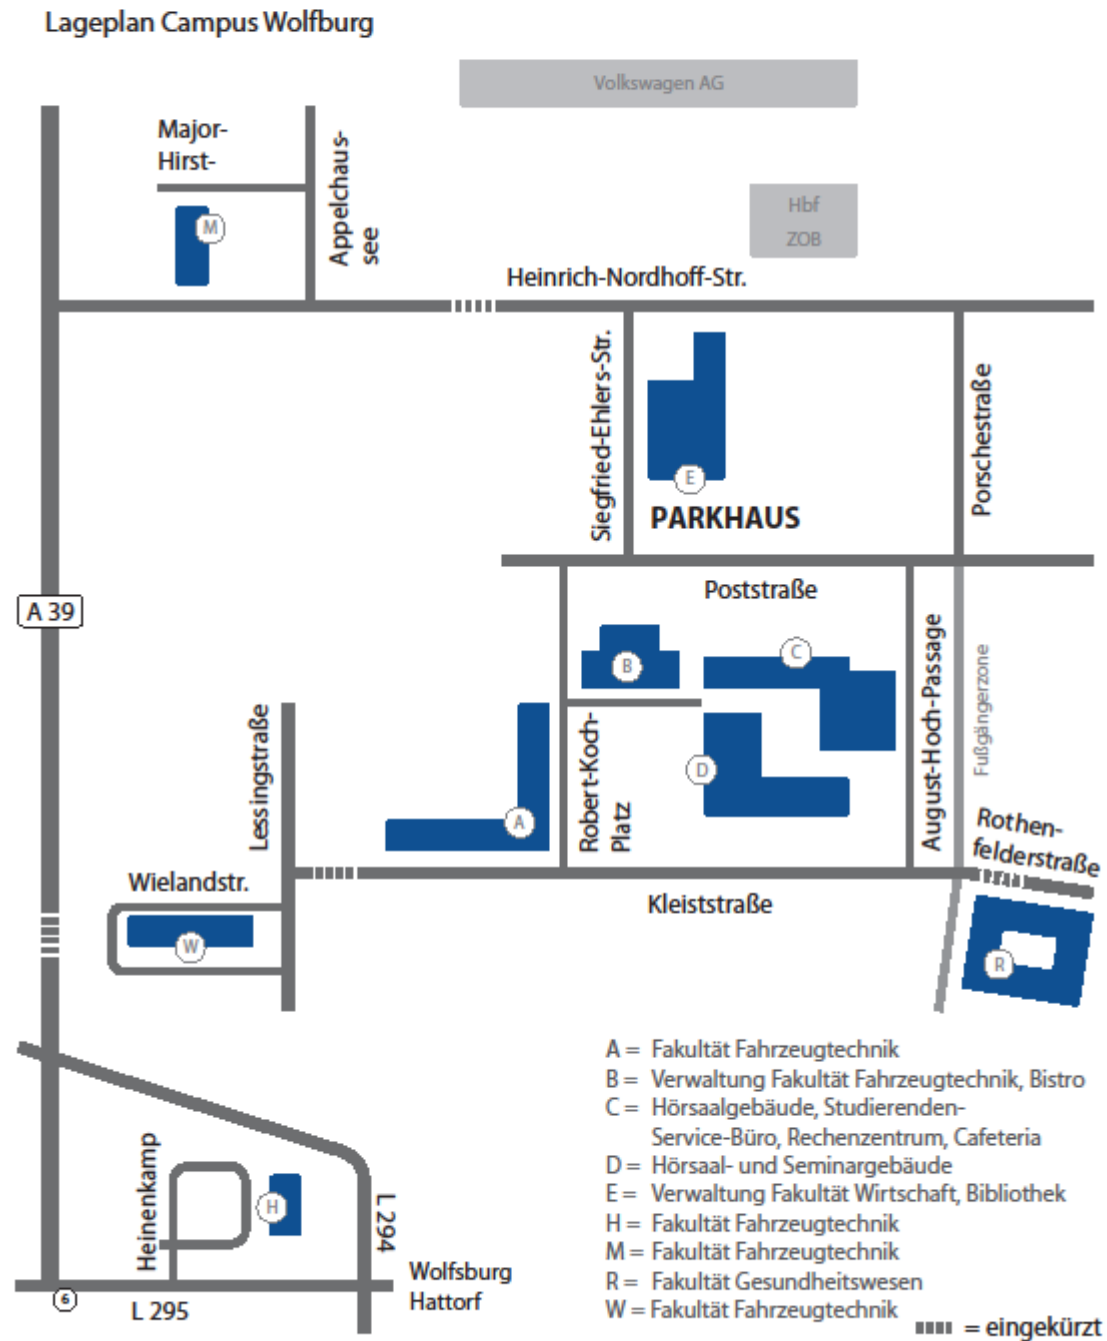 Lageplan Campus Wolfburg
Volkswagen AG
Major-
Hirst-
Appelchaus-
see
M
Hbf
ZOB
Heinrich-Nordhoff-Str.
Siegfried-Ehlers-Str.
Porschestraße
E
PARKHAUS
A 39
Poststraße
B
C
August-Hoch-Passage
Fußgängerzone
Lessingstraße
Robert-Koch-
Platz
D
A
Rothen-
felderstraße
Wielandstr.
Kleiststraße
W
R
Heinenkamp
H
L 294
Wolfsburg
Hattorf
6
L 295
A = Fakultät Fahrzeugtechnik
B = Verwaltung Fakultät Fahrzeugtechnik, Bistro
C = Hörsaalgebäude, Studierenden-
Service-Büro, Rechenzentrum, Cafeteria
D = Hörsaal- und Seminargebäude
E = Verwaltung Fakultät Wirtschaft, Bibliothek
H = Fakultät Fahrzeugtechnik
M = Fakultät Fahrzeugtechnik
R = Fakultät Gesundheitswesen
W = Fakultät Fahrzeugtechnik
= eingekürzt